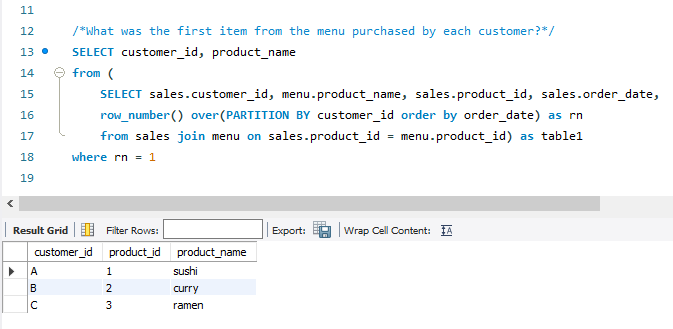 11
12 /*What was the first item from the menu purchased by each customer?*/
13 SELECT customer_id, product_name
14 from (
15 SELECT sales.customer_id, menu.product_name, sales.product_id, sales.order_date,
16 row_number() over(PARTITION BY customer_id order by order_date) as rn
17 from sales join menu on sales.product_id = menu.product_id) as table1
18 where rn = 1
19
Result Grid Filter Rows: Export: Wrap Cell Content: IA
customer_id product_id product_name
A 1 sushi
B 2 curry
C 3 ramen